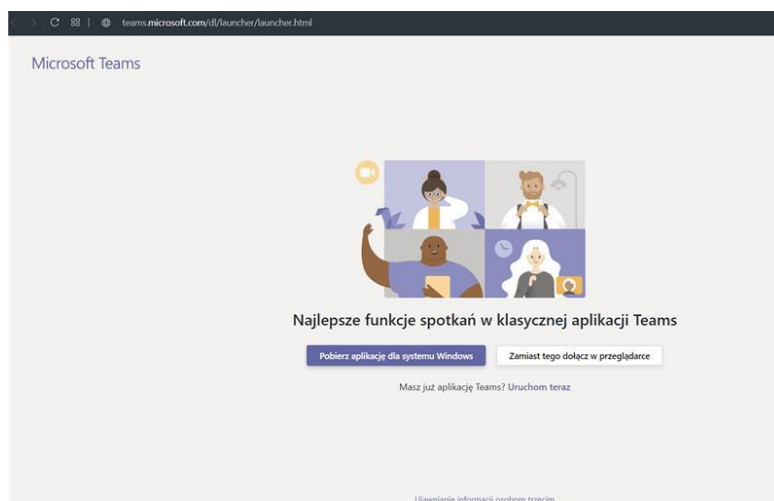 teams.microsoft.com/dl/launcher/launcher.html
Microsoft Teams
Najlepsze funkcje spotkań w klasycznej aplikacji Teams
Pobierz aplikację dla systemu Windows
Zamiast tego dołącz w przeglądarce
Masz już aplikację Teams? Uruchom teraz
Ujawnianie informacji osobom trzecim